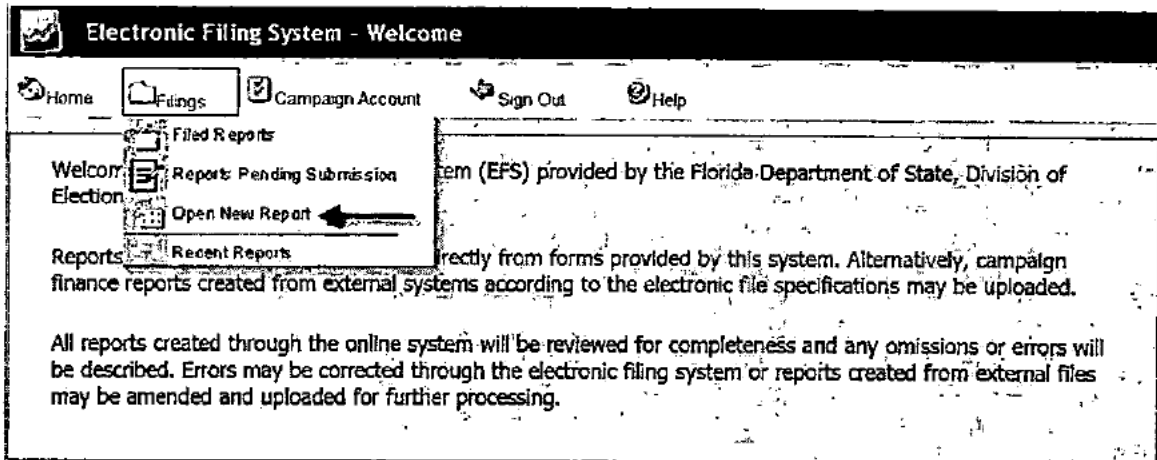 Electronic Filing System - Welcome
Home Filings Campaign Account Sign Out Help
Filed Reports
Reports Pending Submission
Open New Report
Recent Reports
Welcom em (EFS) provided by the Florida Department of State, Division of
Election
Reports rectly from forms provided by this system. Alternatively, campaign
finance reports created from external systems according to the electronic file specifications may be uploaded.
All reports created through the online system will be reviewed for completeness and any omissions or errors will
be described. Errors may be corrected through the electronic filing system or reports created from external files
may be amended and uploaded for further processing.